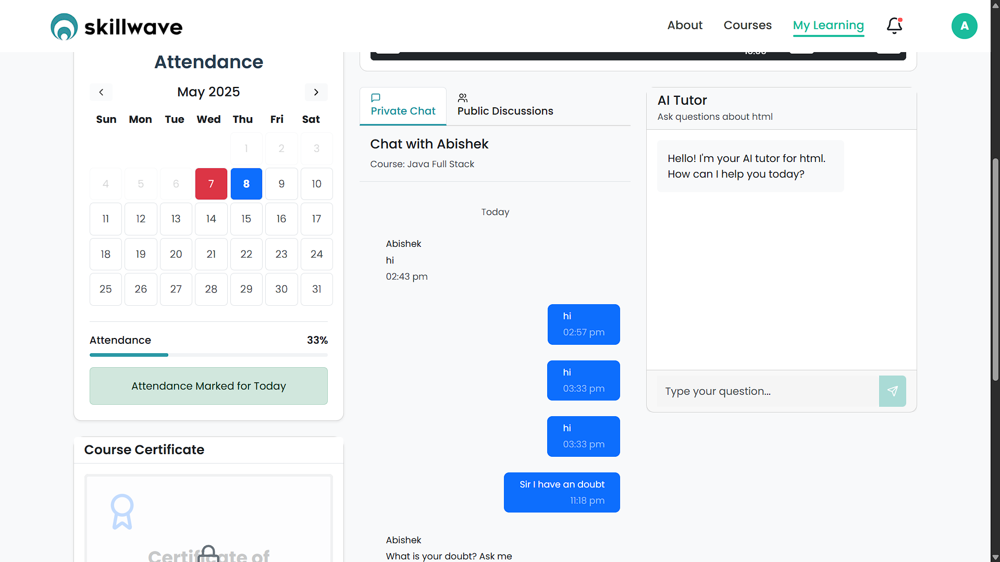 skillwave
About Courses My Learning
A
Attendance
May 2025
Sun Mon Tue Wed Thu Fri Sat
1 2 3
4 5 6 7 8 9 10
11 12 13 14 15 16 17
18 19 20 21 22 23 24
25 26 27 28 29 30 31
Attendance 33%
Attendance Marked for Today
Course Certificate
Certificate of
Private Chat
Public Discussions
Chat with Abishek
Course: Java Full Stack
Today
Abishek
hi
02:43 pm
hi
02:57 pm
hi
03:33 pm
hi
03:33 pm
Sir I have an doubt
11:18 pm
Abishek
What is your doubt? Ask me
AI Tutor
Ask questions about html
Hello! I'm your AI tutor for html.
How can I help you today?
Type your question...